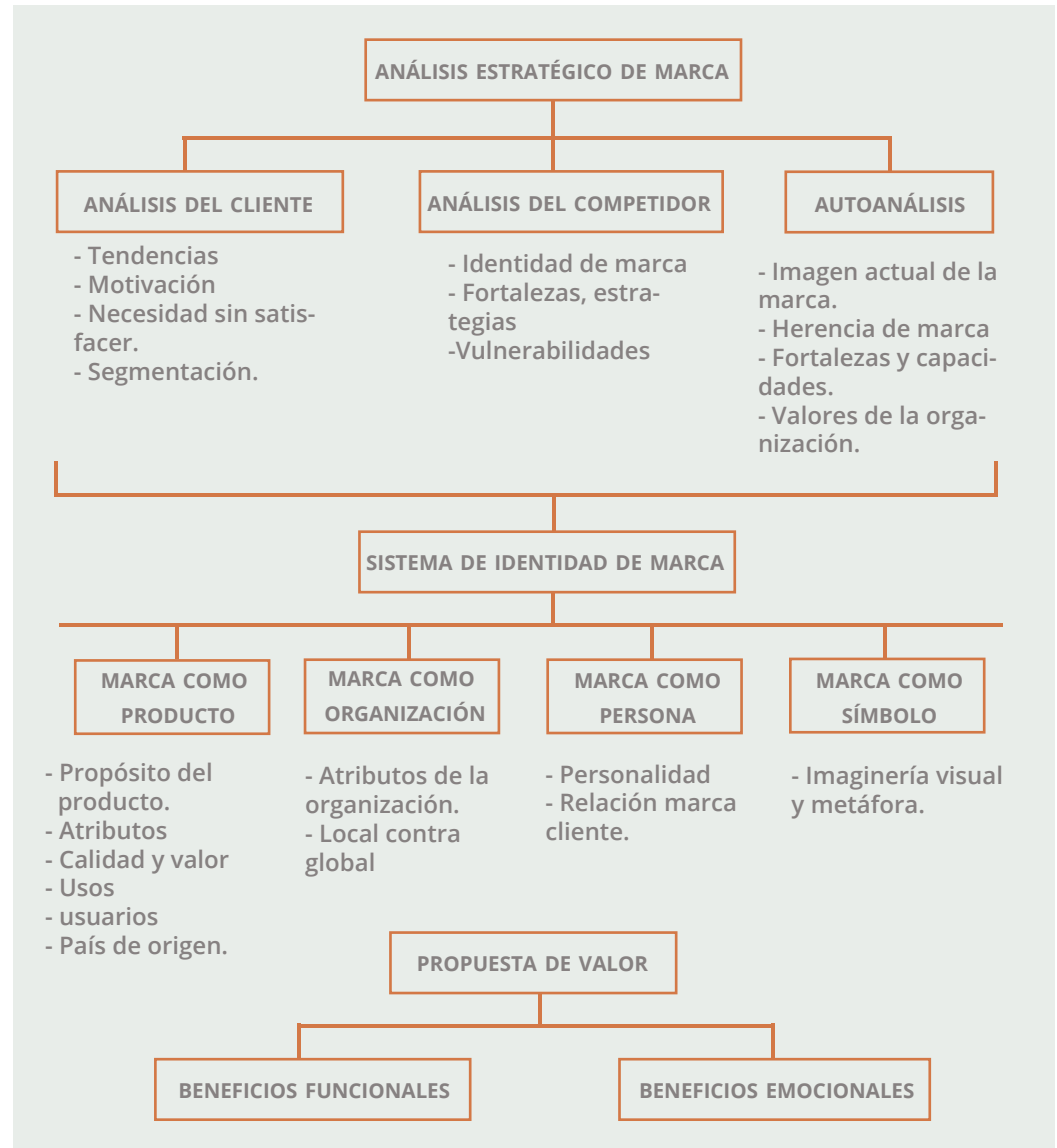 ANÁLISIS ESTRATÉGICO DE MARCA
ANÁLISIS DEL CLIENTE
- Tendencias
- Motivación
- Necesidad sin satis-
facer.
- Segmentación.
ANÁLISIS DEL COMPETIDOR
- Identidad de marca
- Fortalezas, estra-
tegias
-Vulnerabilidades
AUTOANÁLISIS
- Imagen actual de la
marca.
- Herencia de marca
- Fortalezas y capaci-
dades.
- Valores de la orga-
nización.
SISTEMA DE IDENTIDAD DE MARCA
MARCA COMO
PRODUCTO
- Propósito del
producto.
- Atributos
- Calidad y valor
- Usos
- usuarios
- País de origen.
MARCA COMO
ORGANIZACIÓN
- Atributos de la
organización.
- Local contra
global
MARCA COMO
PERSONA
- Personalidad
- Relación marca
cliente.
MARCA COMO
SÍMBOLO
- Imaginería visual
y metáfora.
PROPUESTA DE VALOR
BENEFICIOS FUNCIONALES
BENEFICIOS EMOCIONALES